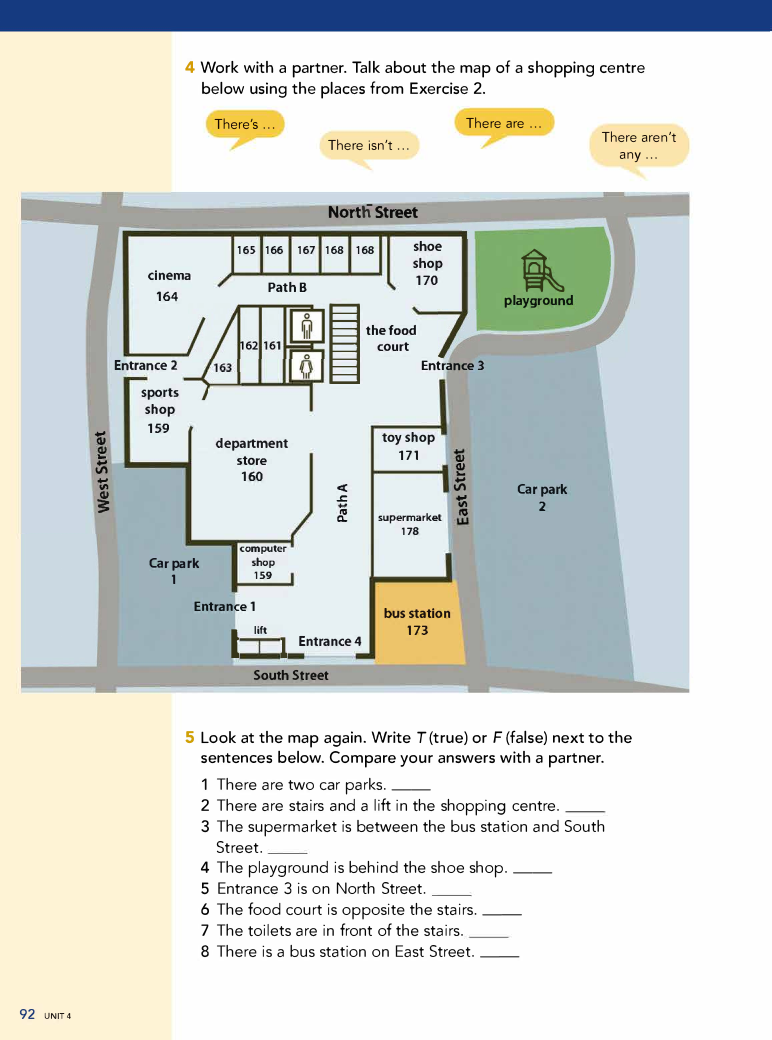 4 Work with a partner. Talk about the map of a shopping centre
below using the places from Exercise 2.
There's ...
There isn't ...
There are ...
There aren't
any ...
North Street
165 166 167 168 168
shoe
shop
170
cinema
164
Path B
playground
the food
court
162 161
163
Entrance 2
Entrance 3
sports
shop
159
West Street
department
store
160
toy shop
171
Path A
East Street
Car park
2
supermarket
178
computer
shop
159
Car park
1
Entrance 1
bus station
173
lift
Entrance 4
South Street
5 Look at the map again. Write T (true) or F (false) next to the
sentences below. Compare your answers with a partner.
1 There are two car parks. _____
2 There are stairs and a lift in the shopping centre. _____
3 The supermarket is between the bus station and South
Street. _____
4 The playground is behind the shoe shop. _____
5 Entrance 3 is on North Street. _____
6 The food court is opposite the stairs. _____
7 The toilets are in front of the stairs. _____
8 There is a bus station on East Street. _____
92 UNIT 4